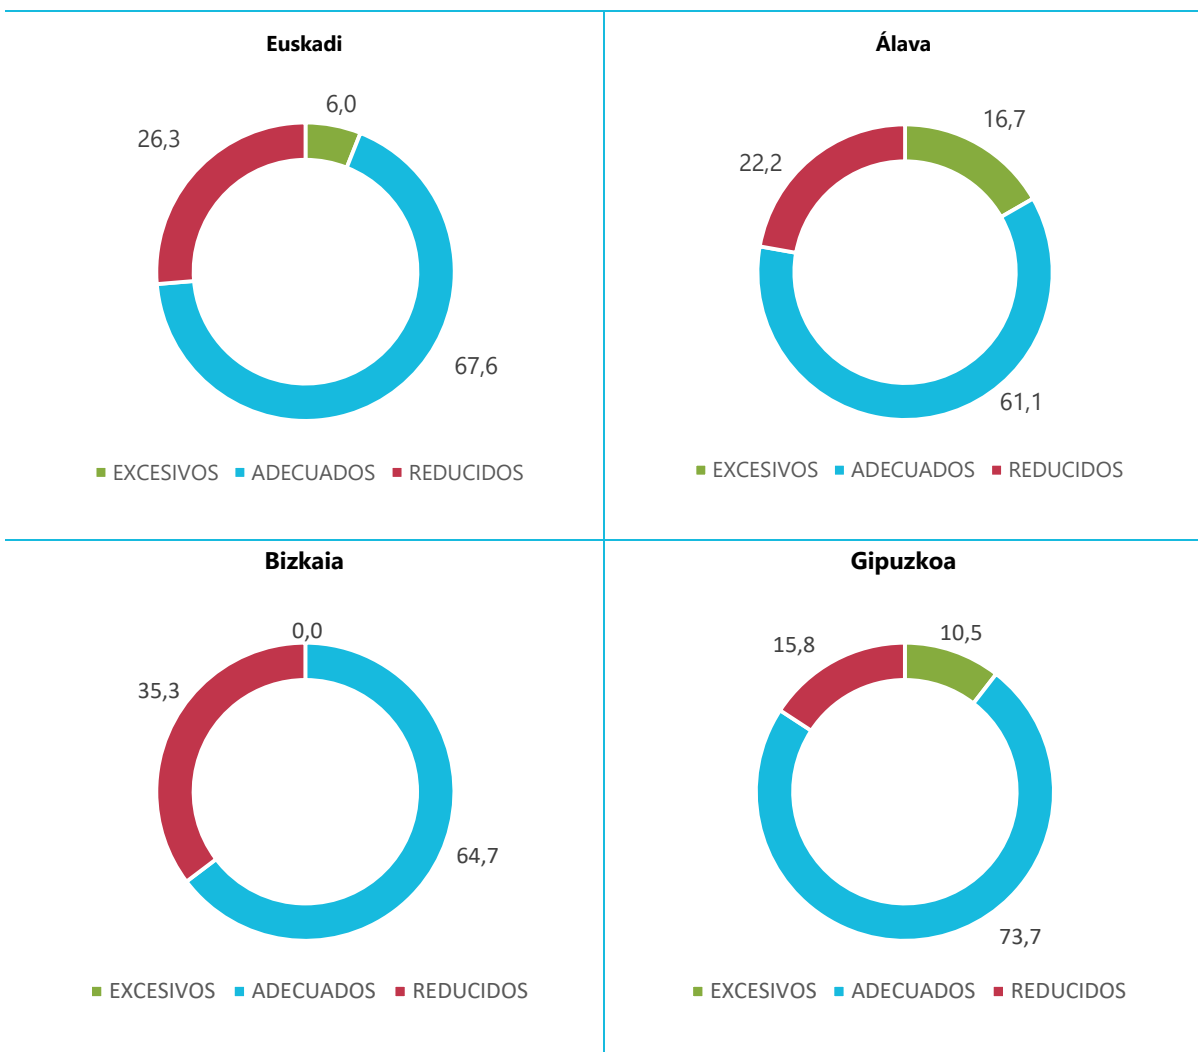 Euskadi
6,0
26,3
67,6
EXCESIVOS ADECUADOS REDUCIDOS
Álava
16,7
22,2
61,1
EXCESIVOS ADECUADOS REDUCIDOS
Bizkaia
0,0
35,3
64,7
EXCESIVOS ADECUADOS REDUCIDOS
Gipuzkoa
10,5
15,8
73,7
EXCESIVOS ADECUADOS REDUCIDOS